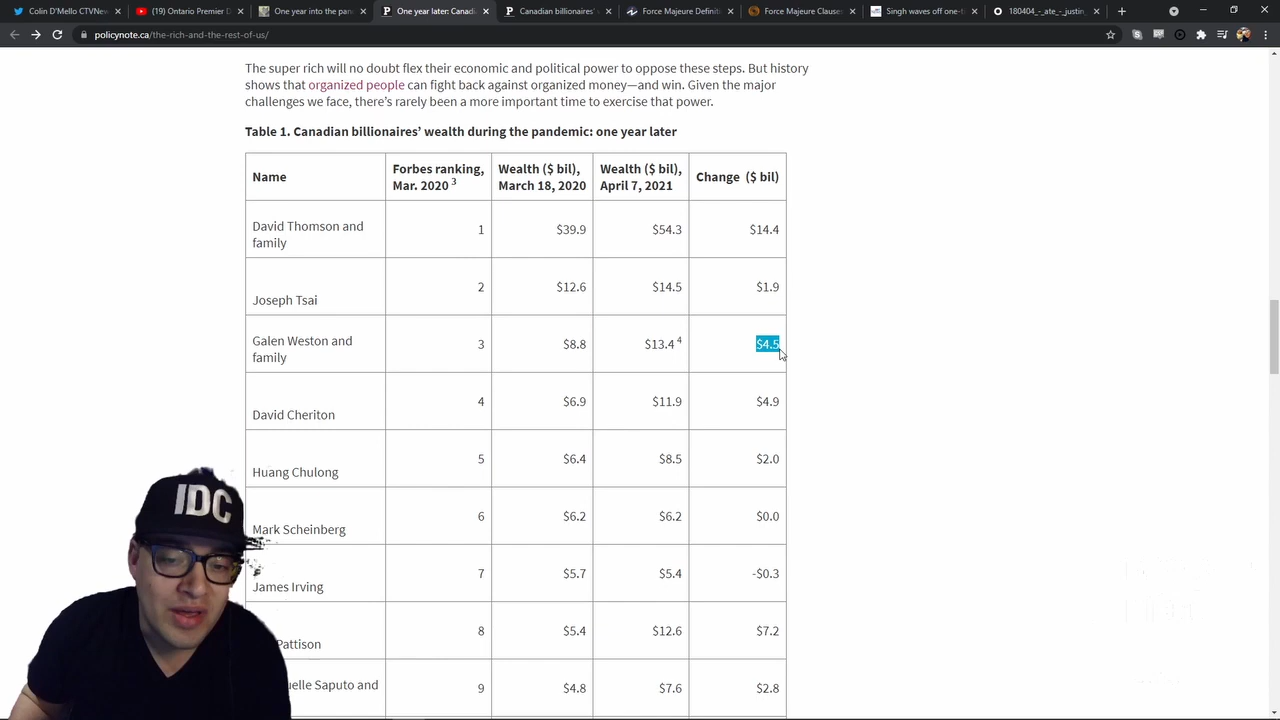 Colin D'Mello CTVNew
(19) Ontario Premier D
One year into the pan
One year later: Canadi
Canadian billionaires'
Force Majeure Definiti
Force Majeure Clauses
Singh waves off one-t
180404_-_ate_-_justin_
policynote.ca/the-rich-and-the-rest-of-us/
The super rich will no doubt flex their economic and political power to oppose these steps. But history
shows that organized people can fight back against organized money—and win. Given the major
challenges we face, there's rarely been a more important time to exercise that power.
Table 1. Canadian billionaires' wealth during the pandemic: one year later
Name
Forbes ranking,
Mar. 2020 3
Wealth ($ bil),
March 18, 2020
Wealth ($ bil),
April 7, 2021
Change ($ bil)
David Thomson and
family
1
$39.9
$54.3
$14.4
Joseph Tsai
2
$12.6
$14.5
$1.9
Galen Weston and
family
3
$8.8
$13.4 4
$4.5
David Cheriton
4
$6.9
$11.9
$4.9
Huang Chulong
5
$6.4
$8.5
$2.0
Mark Scheinberg
6
$6.2
$6.2
$0.0
James Irving
7
$5.7
$5.4
-$0.3
Pattison
8
$5.4
$12.6
$7.2
uelle Saputo and
9
$4.8
$7.6
$2.8
IDC